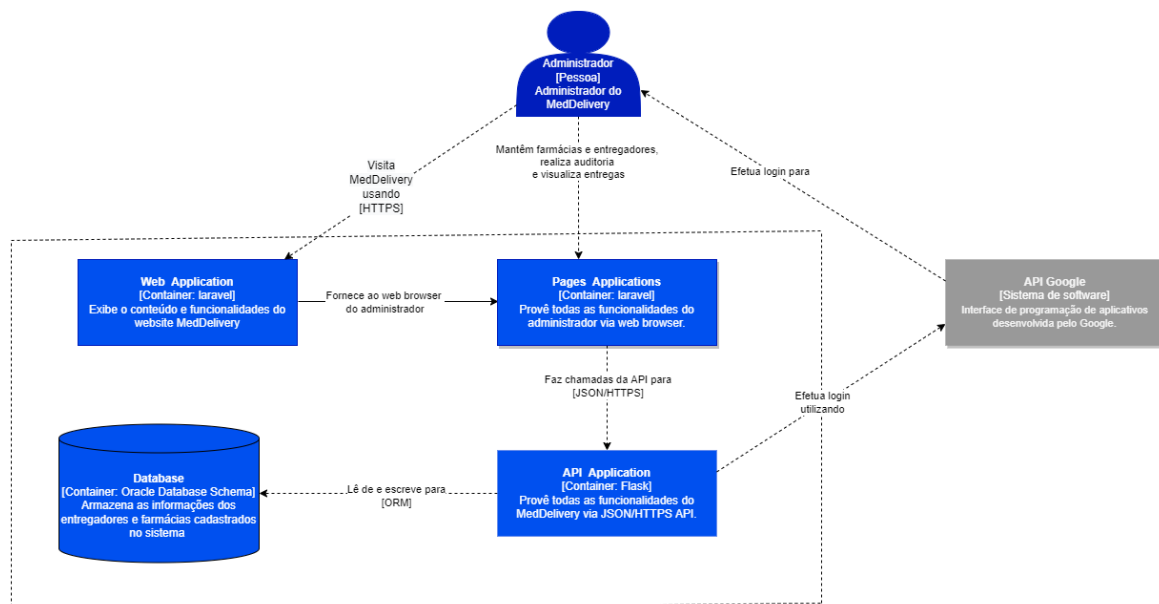 Administrador
[Pessoa]
Administrador do
MedDelivery
Visita
MedDelivery
usando
[HTTPS]
Mantêm farmácias e entregadores,
realiza auditoria
e visualiza entregas
Efetua login para
Web Application
[Container: laravel]
Exibe o conteúdo e funcionalidades do
website MedDelivery
Fornece ao web browser
do administrador
Pages Applications
[Container: laravel]
Provê todas as funcionalidades do
administrador via web browser.
API Google
[Sistema de software]
Interface de programação de aplicativos
desenvolvida pelo Google.
Faz chamadas da API para
[JSON/HTTPS]
Efetua login
utilizando
Database
[Container: Oracle Database Schema]
Armazena as informações dos
entregadores e farmácias cadastrados
no sistema
Lê de e escreve para
[ORM]
API Application
[Container: Flask]
Provê todas as funcionalidades do
MedDelivery via JSON/HTTPS API.